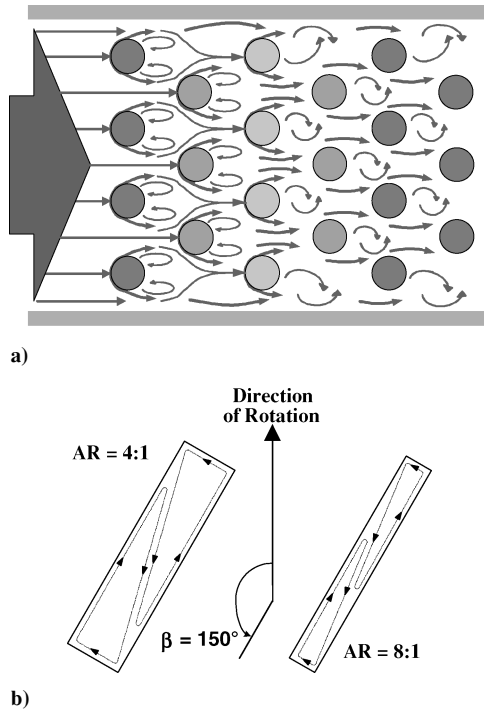 a)
Direction
of Rotation
AR = 4:1
β = 150°
AR = 8:1
b)